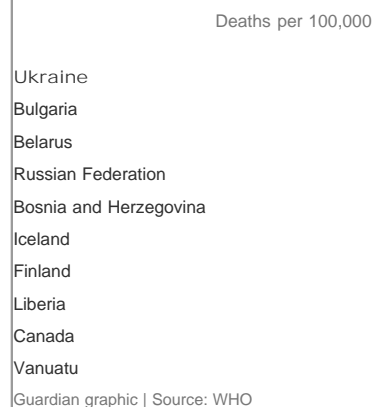 Deaths per 100,000
Ukraine
Bulgaria
Belarus
Russian Federation
Bosnia and Herzegovina
Iceland
Finland
Liberia
Canada
Vanuatu
Guardian graphic | Source: WHO